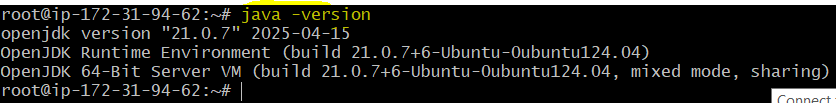 root@ip-172-31-94-62:~# java -version
openjdk version "21.0.7" 2025-04-15
OpenJDK Runtime Environment (build 21.0.7+6-Ubuntu-0ubuntu124.04)
OpenJDK 64-Bit Server VM (build 21.0.7+6-Ubuntu-0ubuntu124.04, mixed mode, sharing)
root@ip-172-31-94-62:~#
Connect